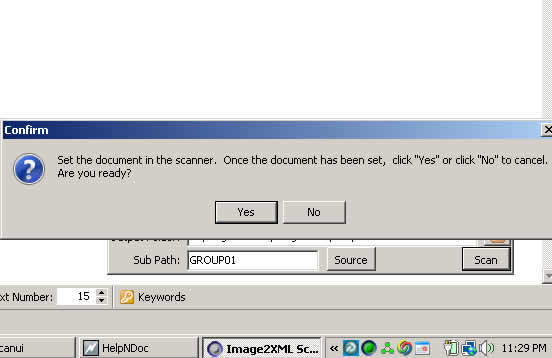 Confirm
Set the document in the scanner. Once the document has been set, click "Yes" or click "No" to cancel.
Are you ready?
Yes No
Sub Path: GROUP01 Source Scan
xt Number: 15 Keywords
canui HelpNDoc Image2XML Sc... « 11:29 PM